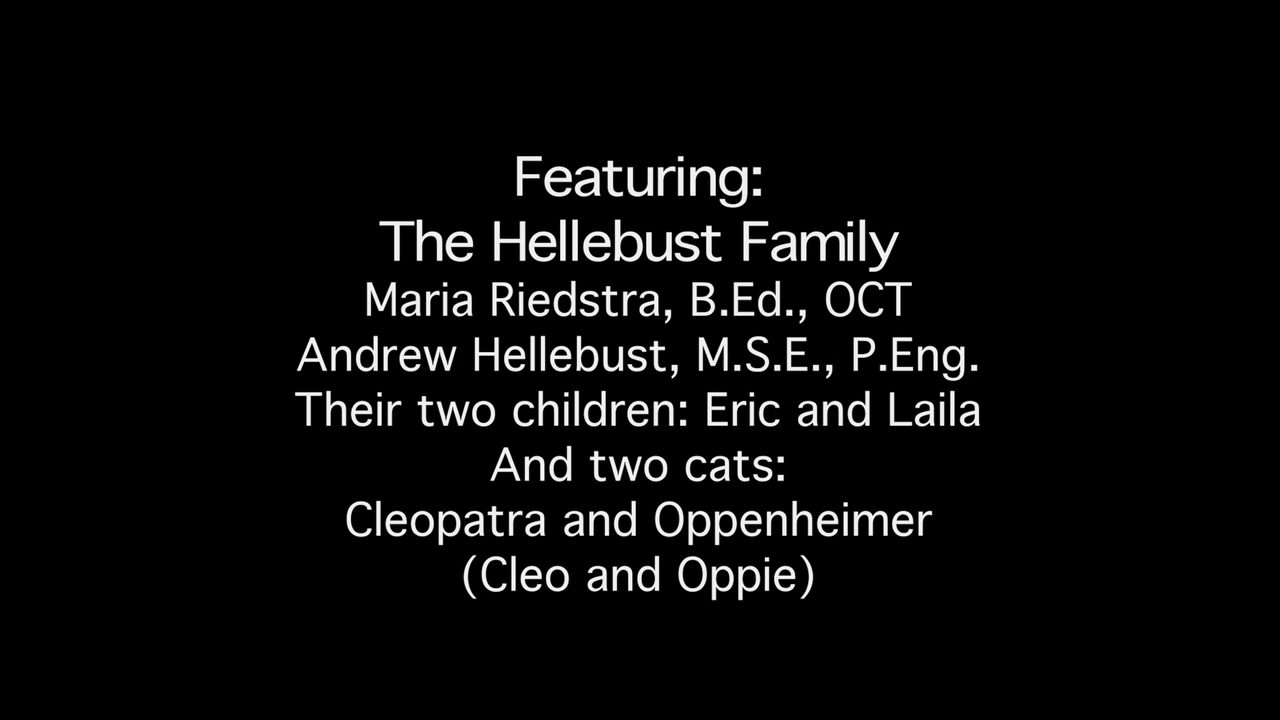 Featuring:
The Hellebust Family
Maria Riedstra, B.Ed., OCT
Andrew Hellebust, M.S.E., P.Eng.
Their two children: Eric and Laila
And two cats:
Cleopatra and Oppenheimer
(Cleo and Oppie)